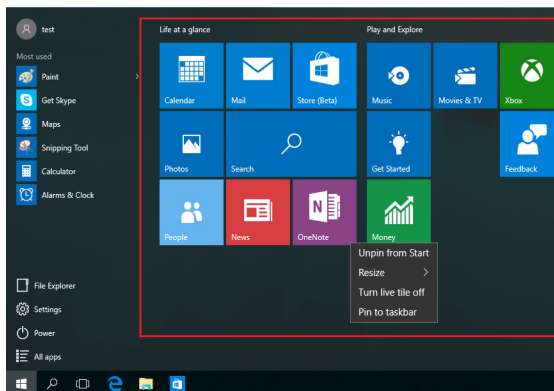 test
Most used
Paint
Get Skype
Maps
Snipping Tool
Calculator
Alarms & Clock
File Explorer
Settings
Power
All apps
Life at a glance
Play and Explore
Calendar
Mail
Store (Beta)
Music
Movies & TV
Xbox
Photos
Search
Get Started
Feedback
People
News
OneNote
Money
Unpin from Start
Resize
Turn live tile off
Pin to taskbar